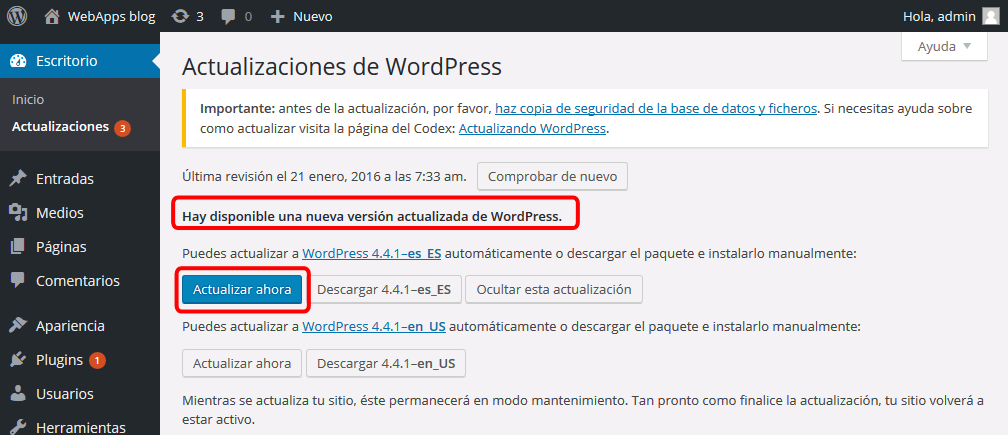 WebApps blog 3 0 Nuevo Hola, admin
Ayuda
Escritorio
Inicio
Actualizaciones 3
Entradas
Medios
Páginas
Comentarios
Apariencia
Plugins 1
Usuarios
Herramientas
Actualizaciones de WordPress
Importante: antes de la actualización, por favor, haz copia de seguridad de la base de datos y ficheros. Si necesitas ayuda sobre
como actualizar visita la página del Codex: Actualizando WordPress.
Última revisión el 21 enero, 2016 a las 7:33 am. Comprobar de nuevo
Hay disponible una nueva versión actualizada de WordPress.
Puedes actualizar a WordPress 4.4.1–es_ES automáticamente o descargar el paquete e instalarlo manualmente:
Actualizar ahora Descargar 4.4.1–es_ES Ocultar esta actualización
Puedes actualizar a WordPress 4.4.1–en_US automáticamente o descargar el paquete e instalarlo manualmente:
Actualizar ahora Descargar 4.4.1–en_US
Mientras se actualiza tu sitio, éste permanecerá en modo mantenimiento. Tan pronto como finalice la actualización, tu sitio volverá a
estar activo.